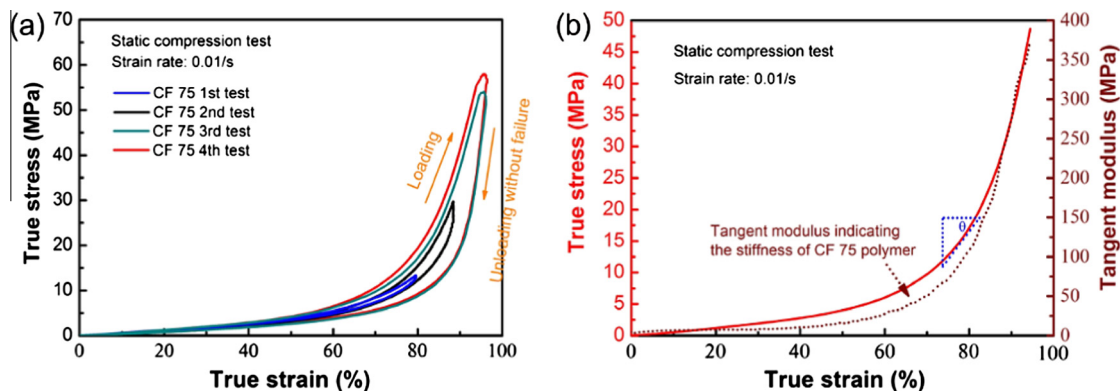 (a)
70
60
50
40
30
20
10
0
True stress (MPa)
Static compression test
Strain rate: 0.01/s
CF 75 1st test
CF 75 2nd test
CF 75 3rd test
CF 75 4th test
Loading
Unloading without failure
0 20 40 60 80 100
True strain (%)
(b)
50
45
40
35
30
25
20
15
10
5
0
True stress (MPa)
Static compression test
Strain rate: 0.01/s
θ
Tangent modulus indicating
the stiffness of CF 75 polymer
400
350
300
250
200
150
100
50
0
Tangent modulus (MPa)
0 20 40 60 80 100
True strain (%)